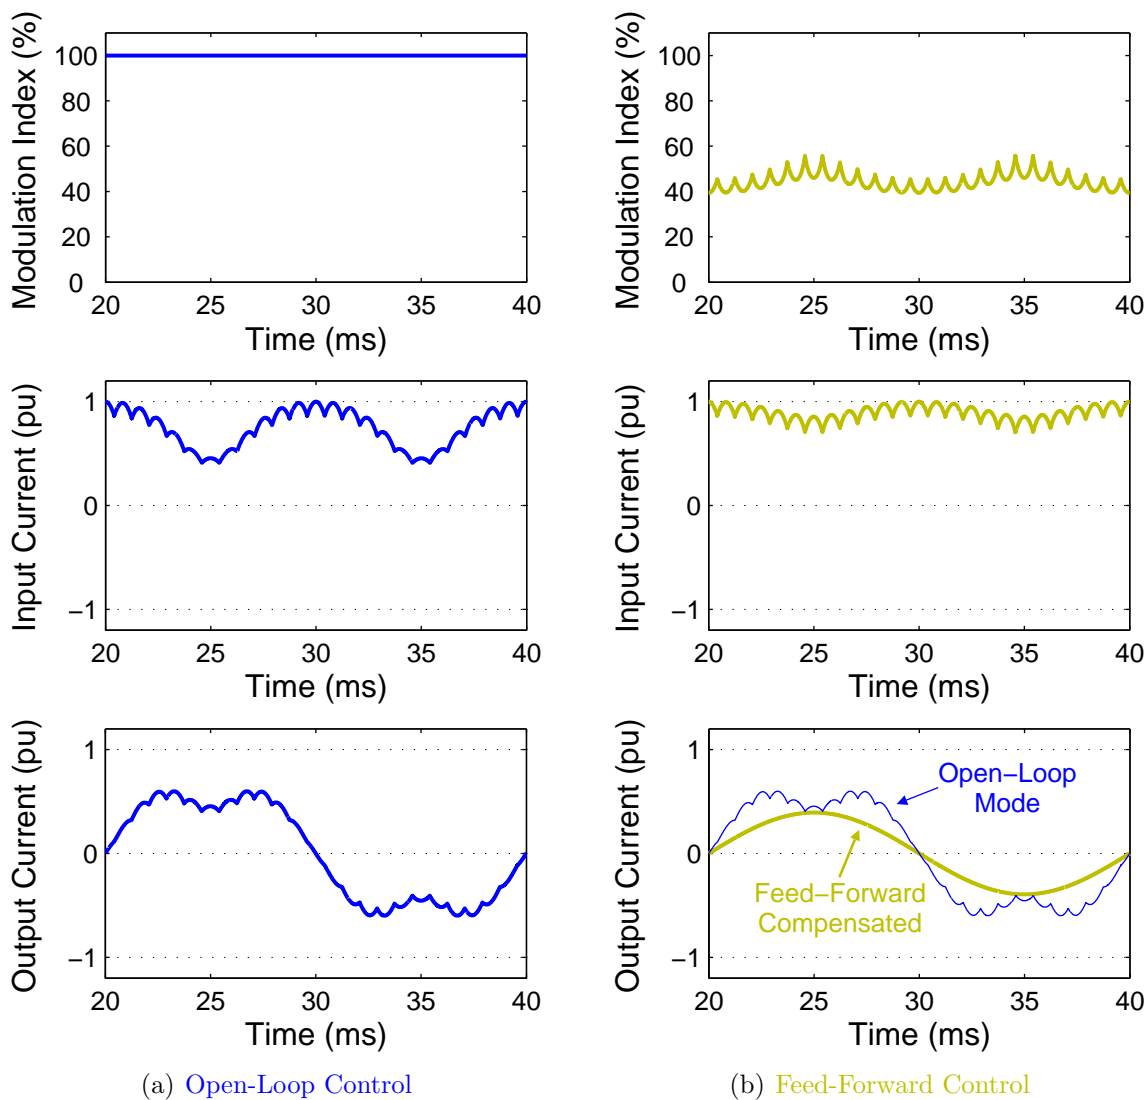 Modulation Index (%)
100
80
60
40
20
0
20 25 30 35 40
Time (ms)
Modulation Index (%)
100
80
60
40
20
0
20 25 30 35 40
Time (ms)
Input Current (pu)
1
0
−1
20 25 30 35 40
Time (ms)
Input Current (pu)
1
0
−1
20 25 30 35 40
Time (ms)
Output Current (pu)
1
0
−1
20 25 30 35 40
Time (ms)
Output Current (pu)
1
0
−1
Open−Loop
Mode
Feed−Forward
Compensated
20 25 30 35 40
Time (ms)
(a) Open-Loop Control
(b) Feed-Forward Control